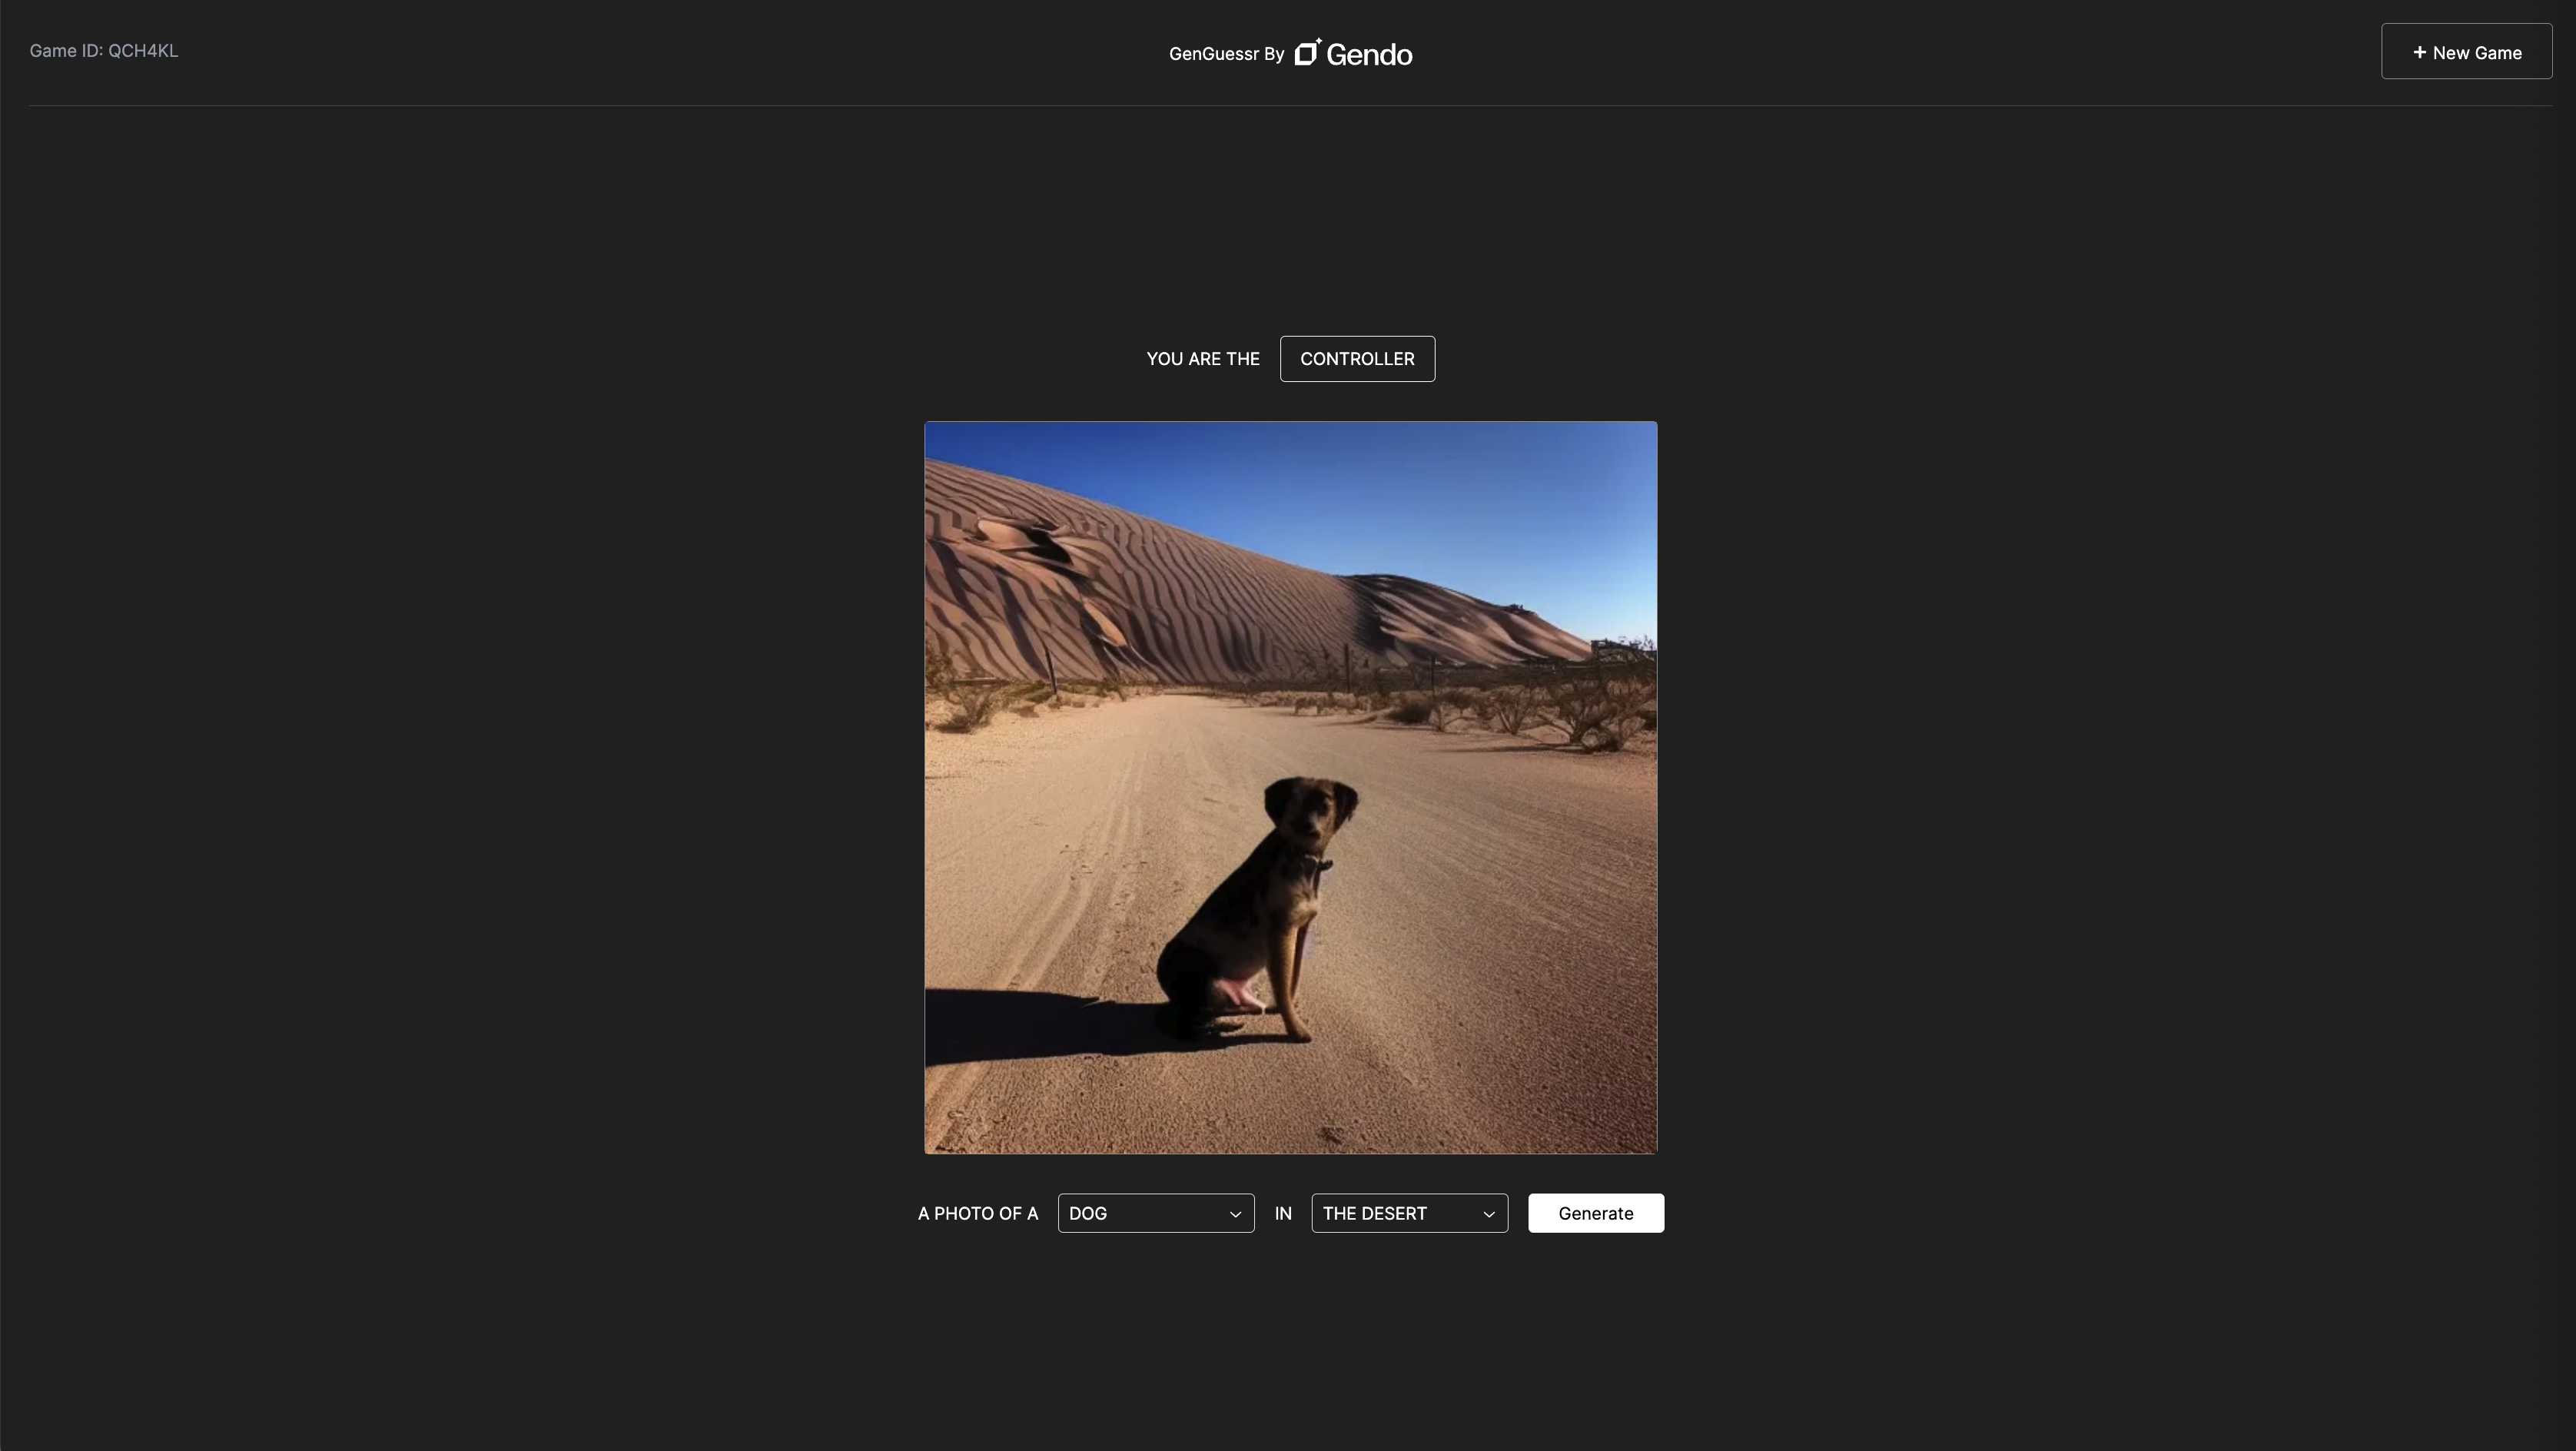 Game ID: QCH4KL
GenGuessr By Gendo
+ New Game
YOU ARE THE CONTROLLER
A PHOTO OF A DOG IN THE DESERT Generate